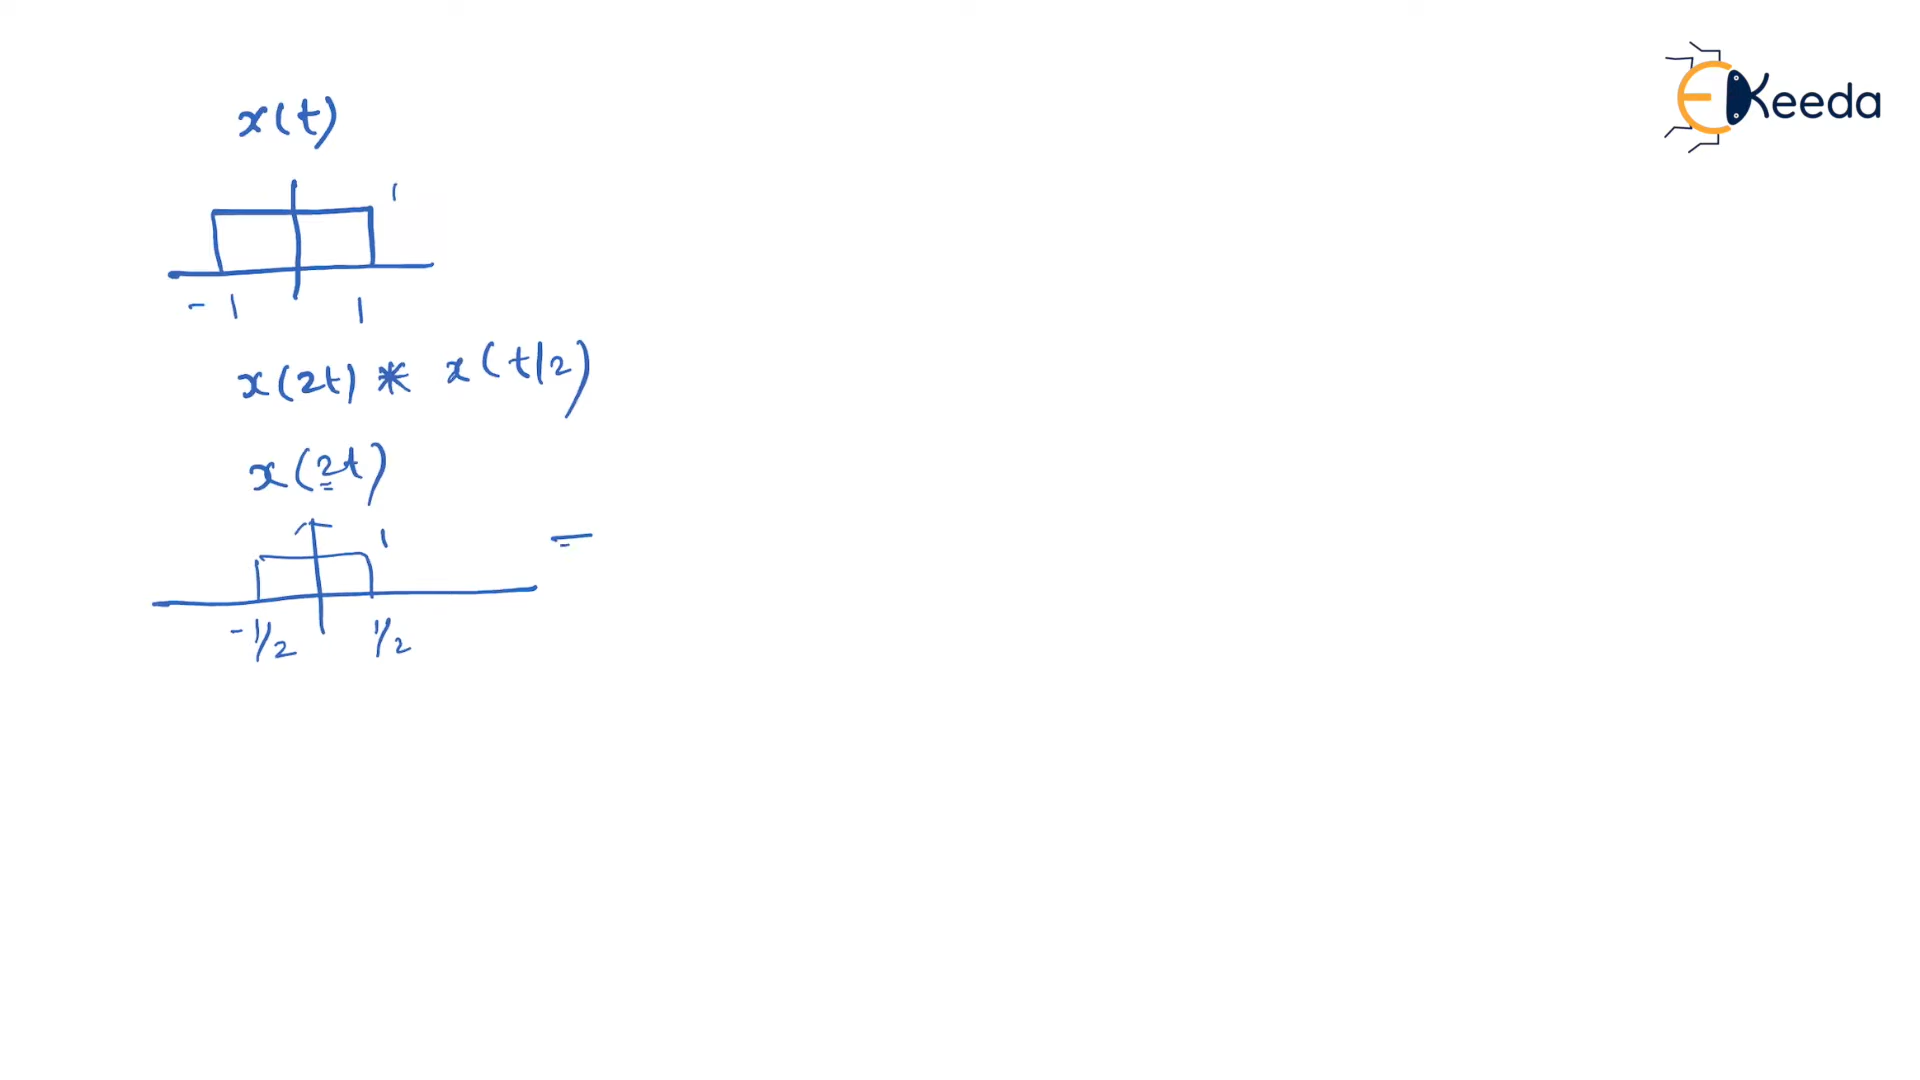 x(t)
1
-1 1
x(2t) * x(t/2)
x(2t)
1
=
-1/2 1/2
EKeeda